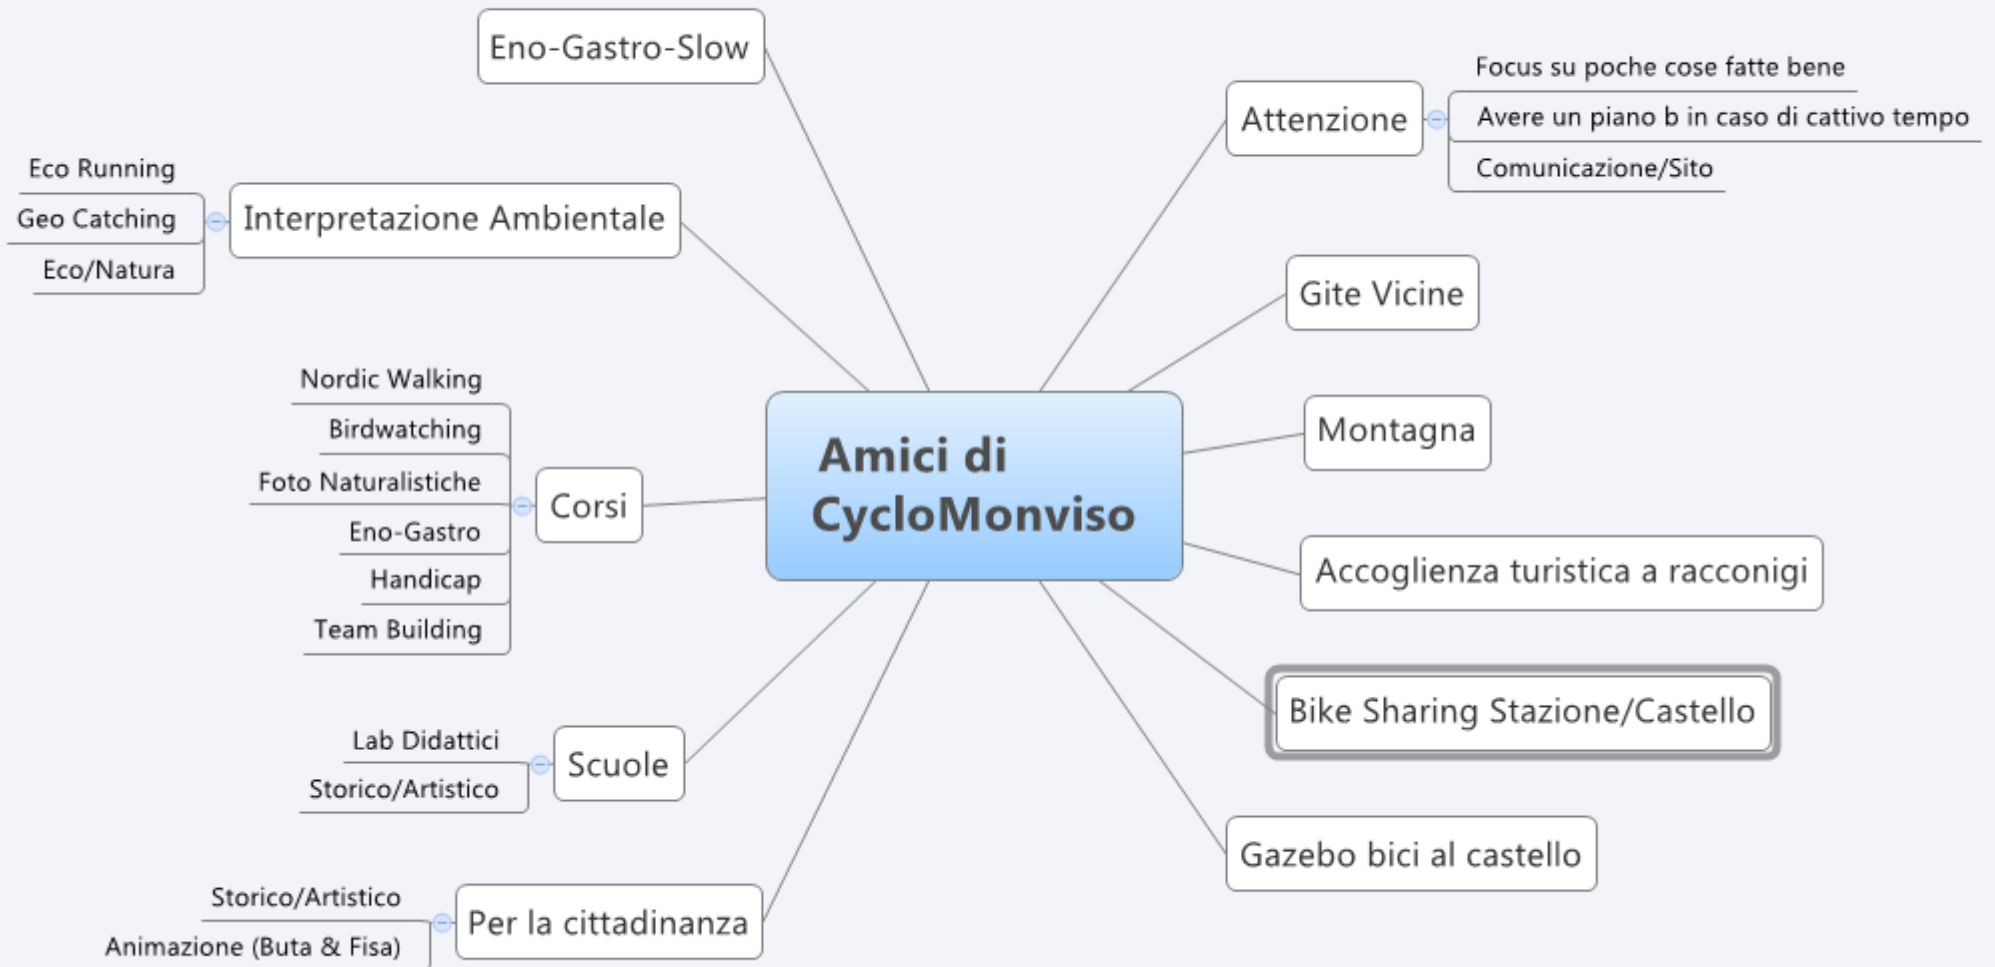 Eno-Gastro-Slow
Interpretazione Ambientale
Eco Running
Geo Catching
Eco/Natura
Corsi
Nordic Walking
Birdwatching
Foto Naturalistiche
Eno-Gastro
Handicap
Team Building
Scuole
Lab Didattici
Storico/Artistico
Per la cittadinanza
Storico/Artistico
Animazione (Buta & Fisa)
Amici di
CycloMonviso
Attenzione
Focus su poche cose fatte bene
Avere un piano b in caso di cattivo tempo
Comunicazione/Sito
Gite Vicine
Montagna
Accoglienza turistica a racconigi
Bike Sharing Stazione/Castello
Gazebo bici al castello